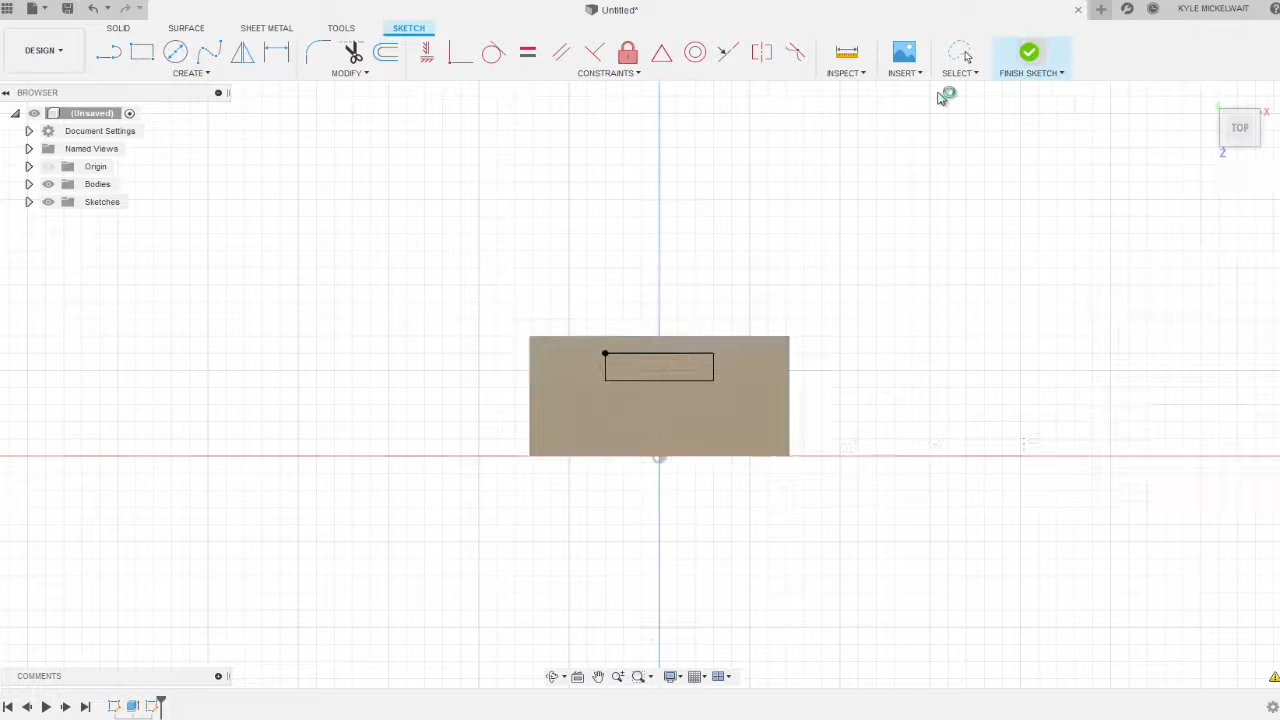 Untitled*
KYLE MICKELWAIT
SOLID
SURFACE
SHEET METAL
TOOLS
SKETCH
DESIGN
CREATE
MODIFY
CONSTRAINTS
INSPECT
INSERT
SELECT
FINISH SKETCH
BROWSER
(Unsaved)
Document Settings
Named Views
Origin
Bodies
Sketches
TOP
X
Z
COMMENTS